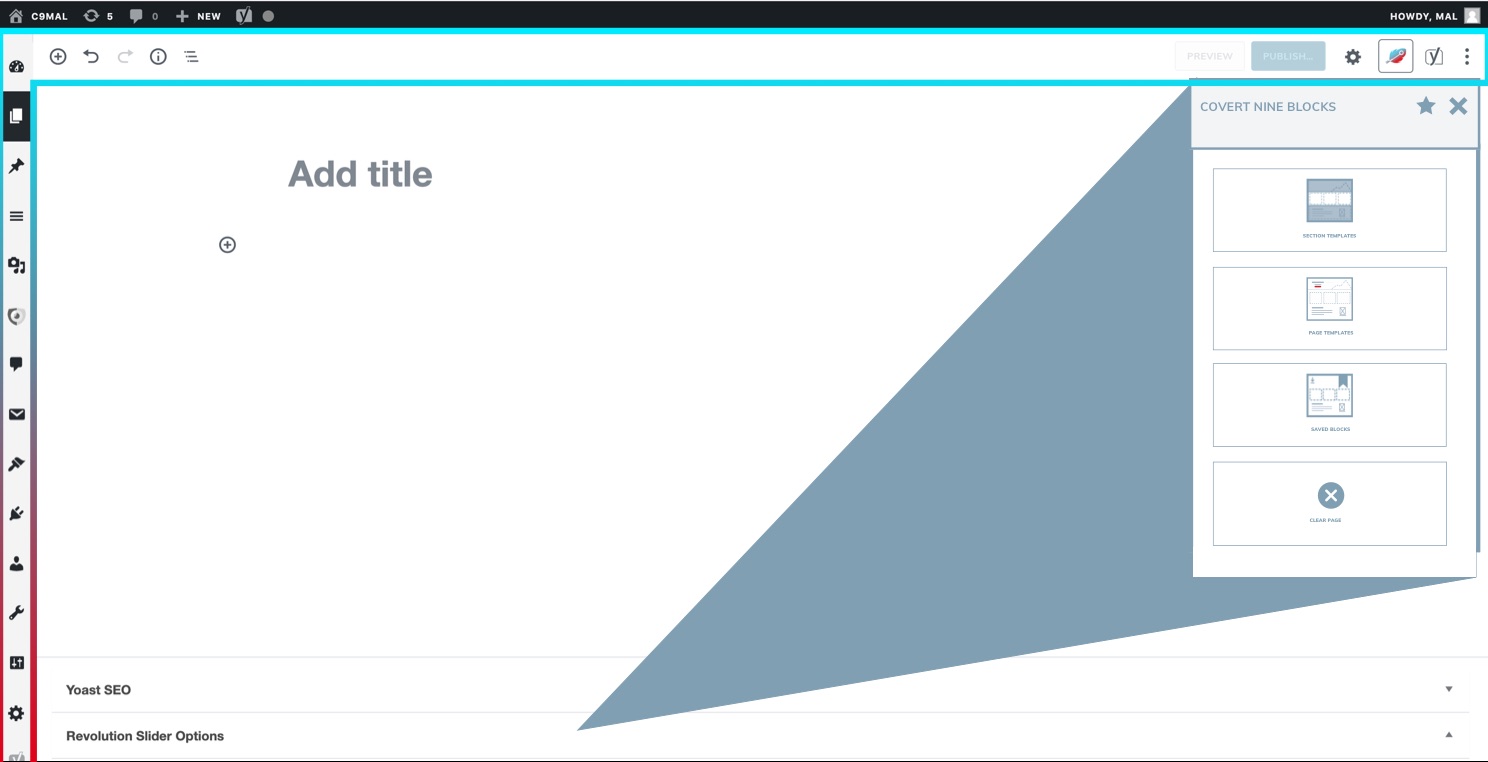 C9MAL 5 0 NEW HOWDY, MAL
PREVIEW PUBLISH...
COVERT NINE BLOCKS
Add title
SECTION TEMPLATES
PAGE TEMPLATES
SAVED BLOCKS
CLEAR PAGE
Yoast SEO
Revolution Slider Options